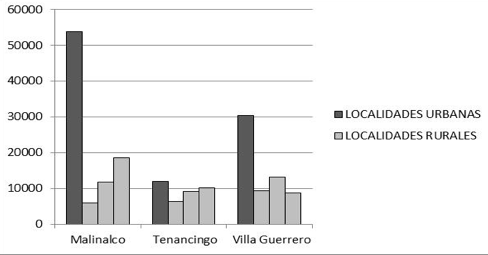 60000
50000
40000
30000
20000
10000
0
Malinalco
Tenancingo
Villa Guerrero
LOCALIDADES URBANAS
LOCALIDADES RURALES